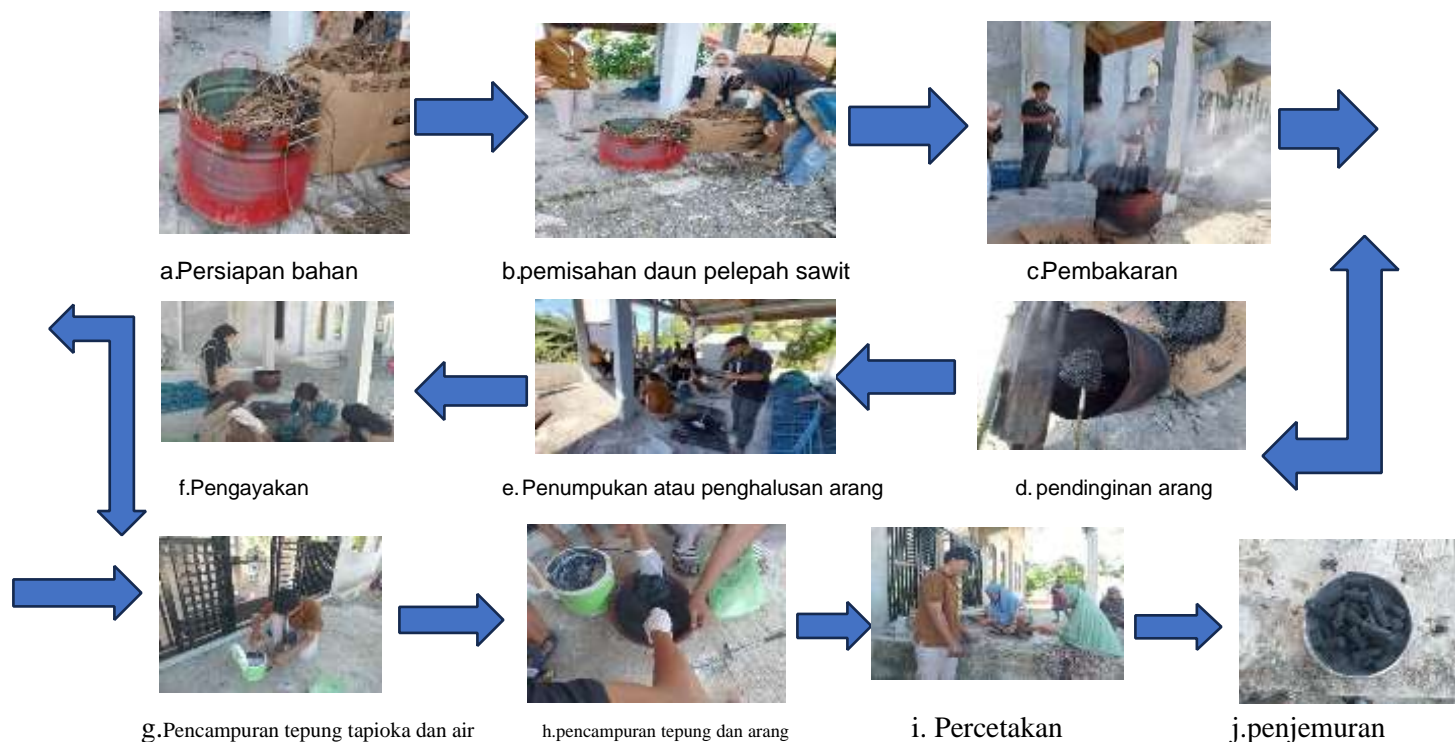 a.Persiapan bahan
b.pemisahan daun pelepah sawit
c.Pembakaran
d. pendinginan arang
e. Penumpukan atau penghalusan arang
f.Pengayakan
g.Pencampuran tepung tapioka dan air
h.pencampuran tepung dan arang
i. Percetakan
j.penjemuran